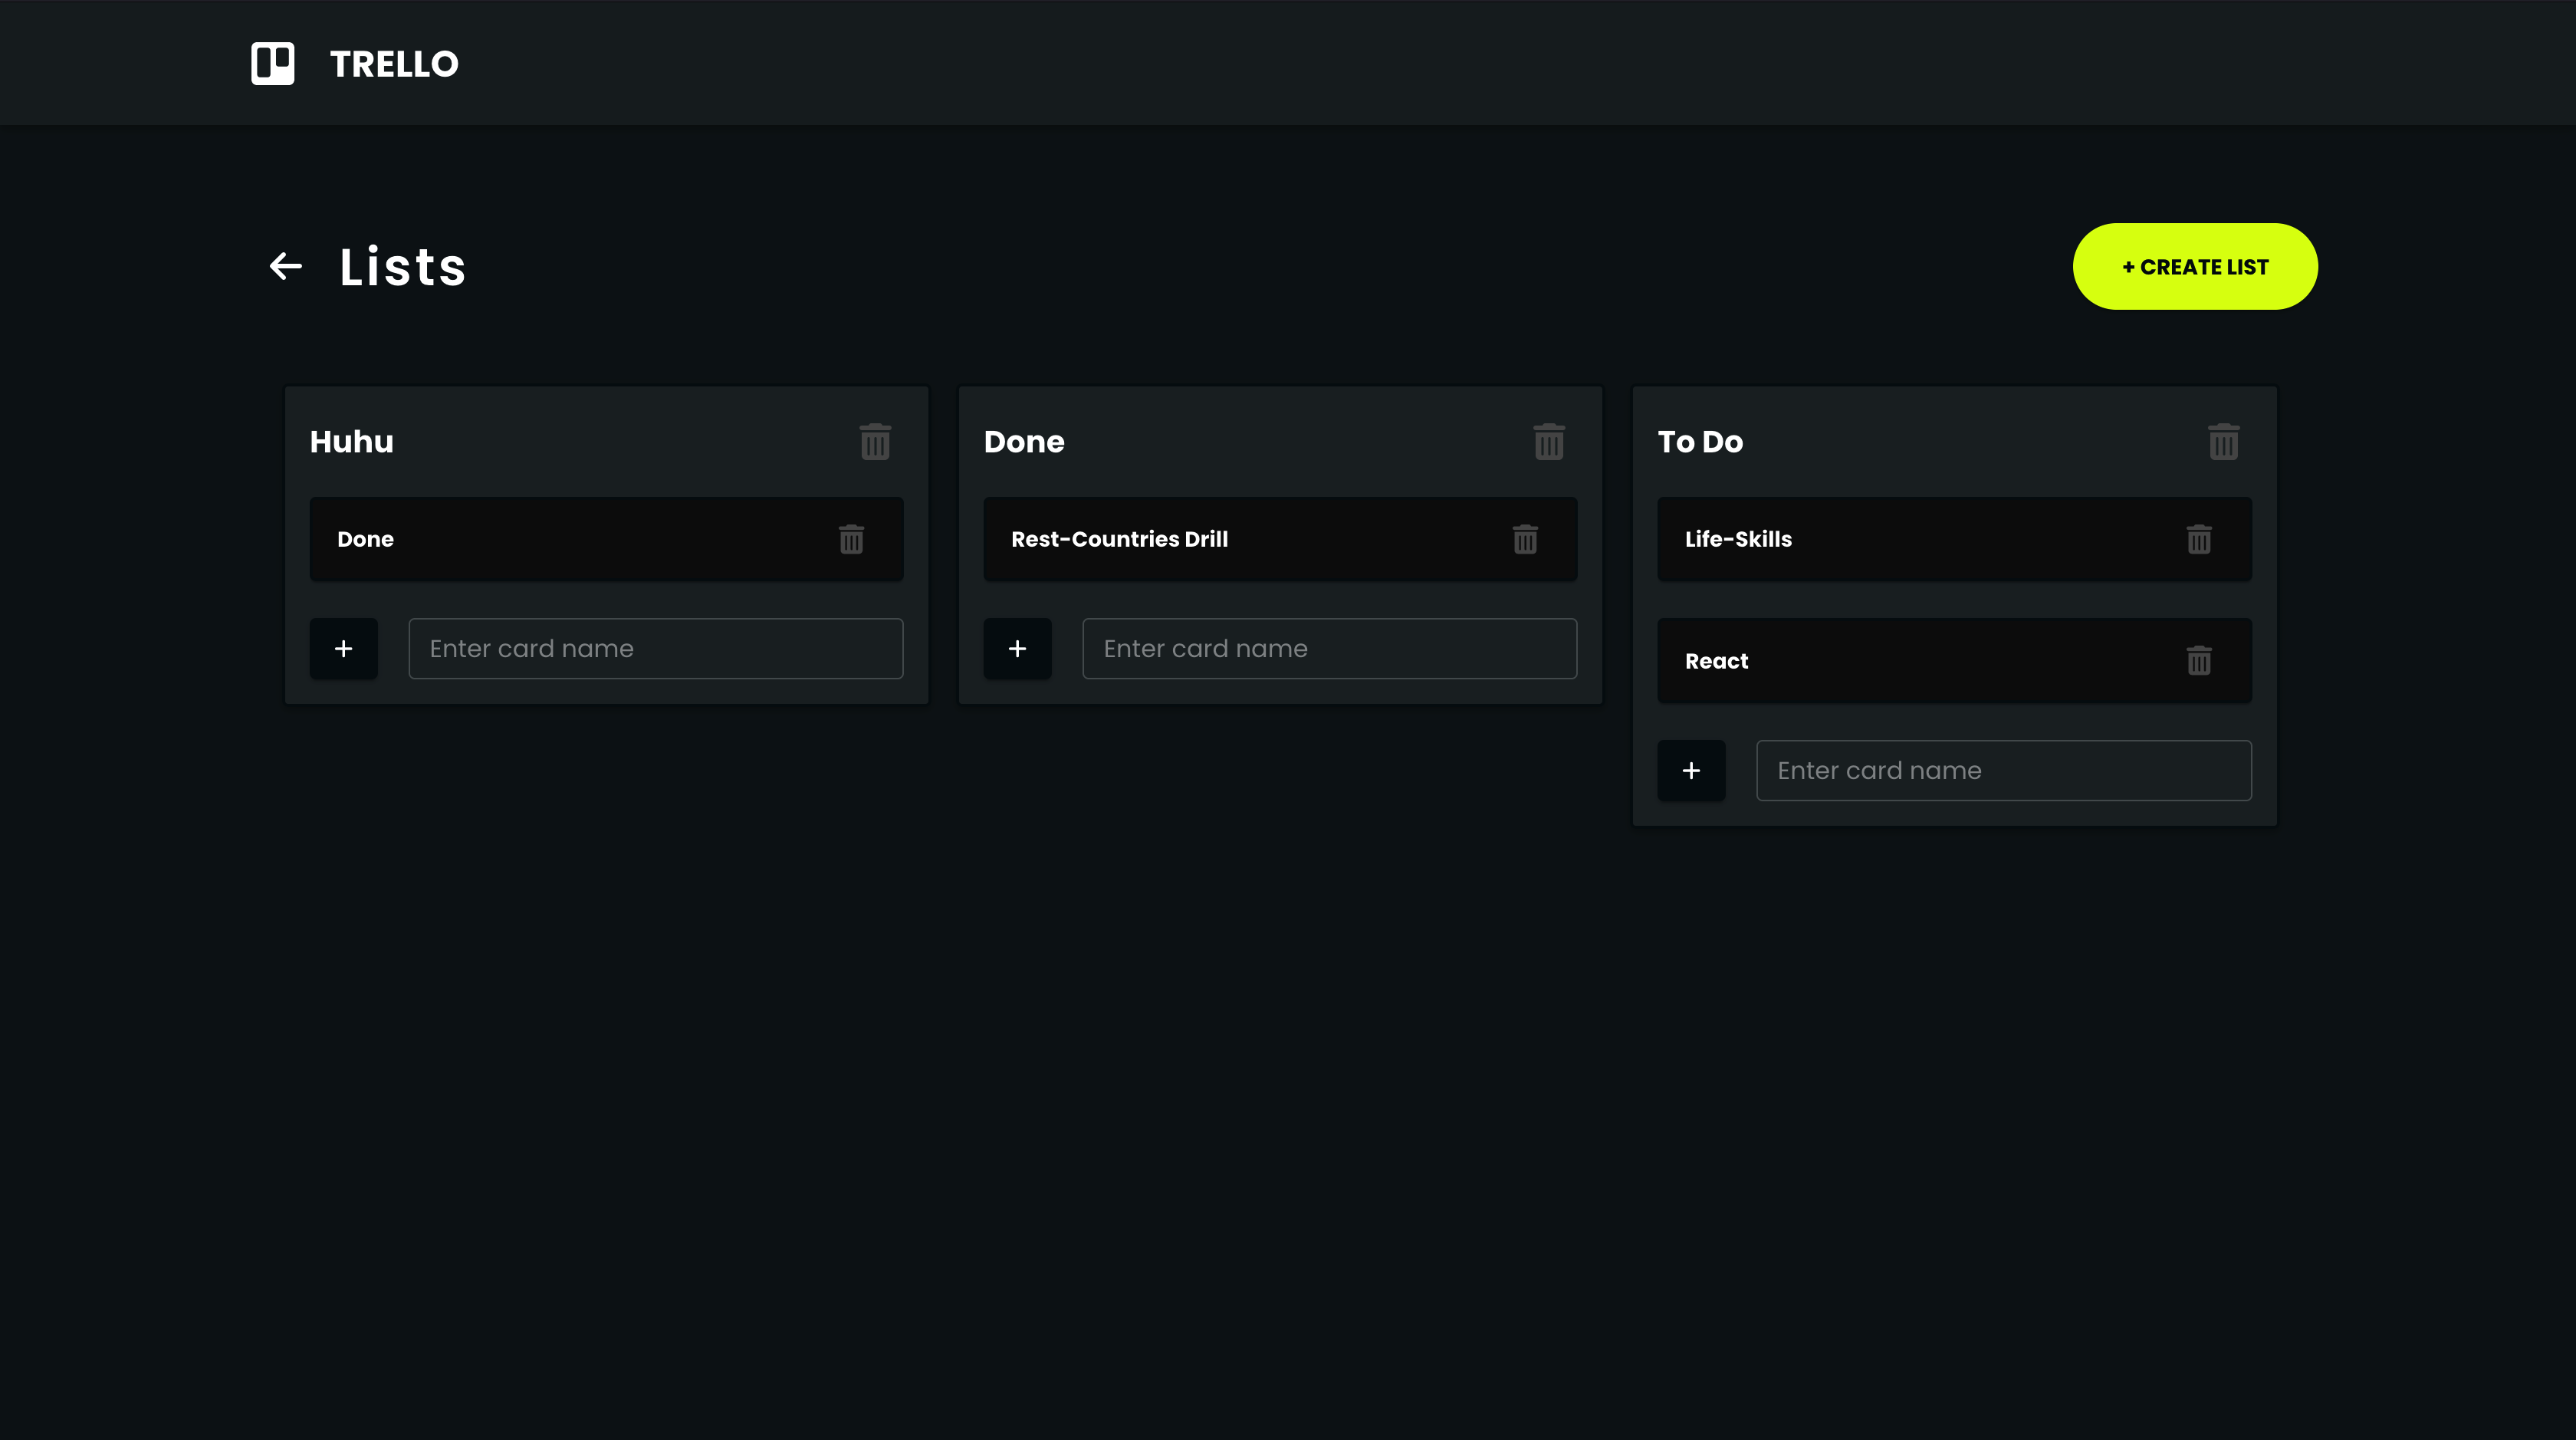 TRELLO
Lists
+ CREATE LIST
Huhu
Done
Enter card name
Done
Rest-Countries Drill
Enter card name
To Do
Life-Skills
React
Enter card name